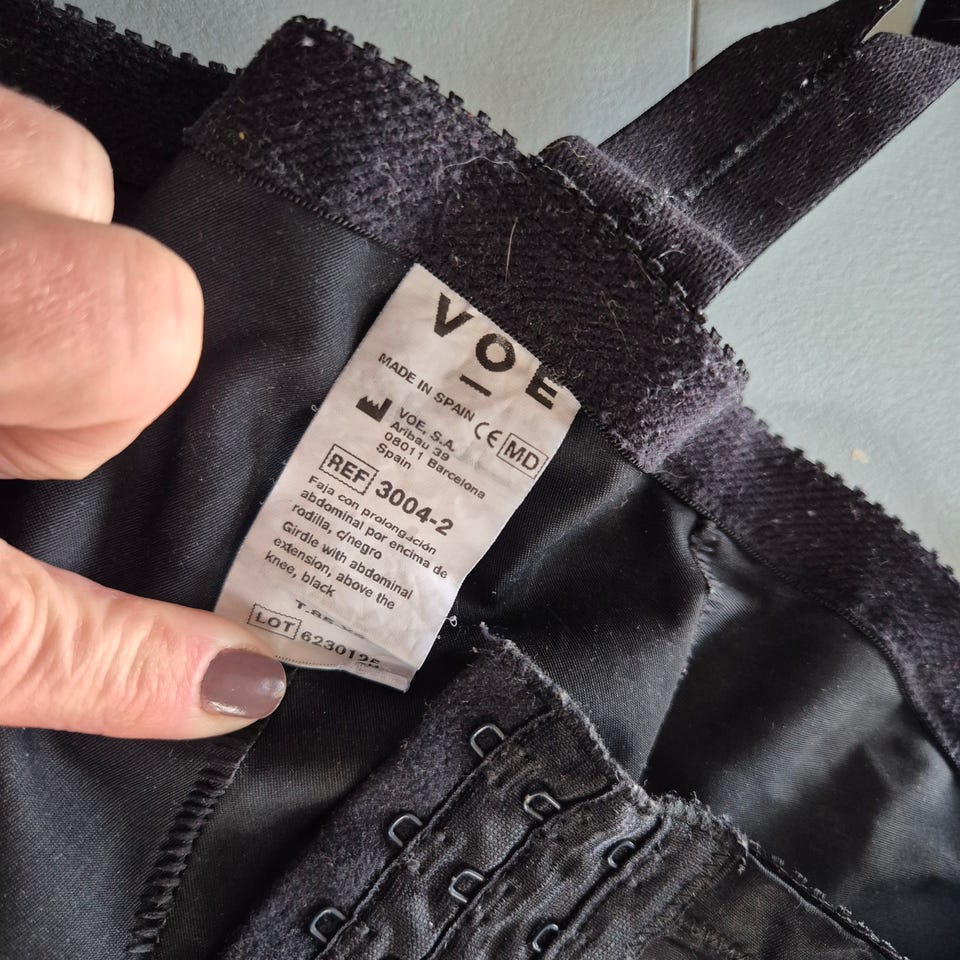 VOE
MADE IN SPAIN
CE MD
VOE, S.A.
Aribau 39
08011 Barcelona
Spain
REF 3004-2
Faja con prolongación
abdominal por encima de
rodilla, c/negro
Girdle with abdominal
extension, above the
knee, black
LOT 6230125